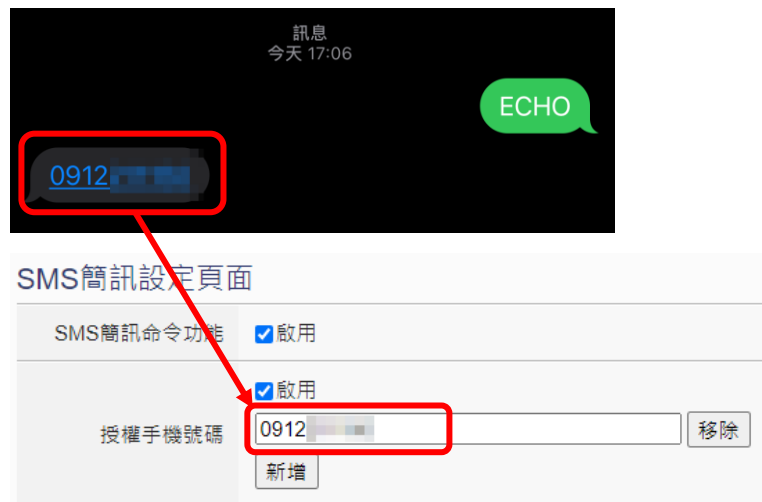 訊息
今天 17:06
ECHO
0912
SMS簡訊設定頁面
SMS簡訊命令功能
啟用
啟用
授權手機號碼
0912
移除
新增